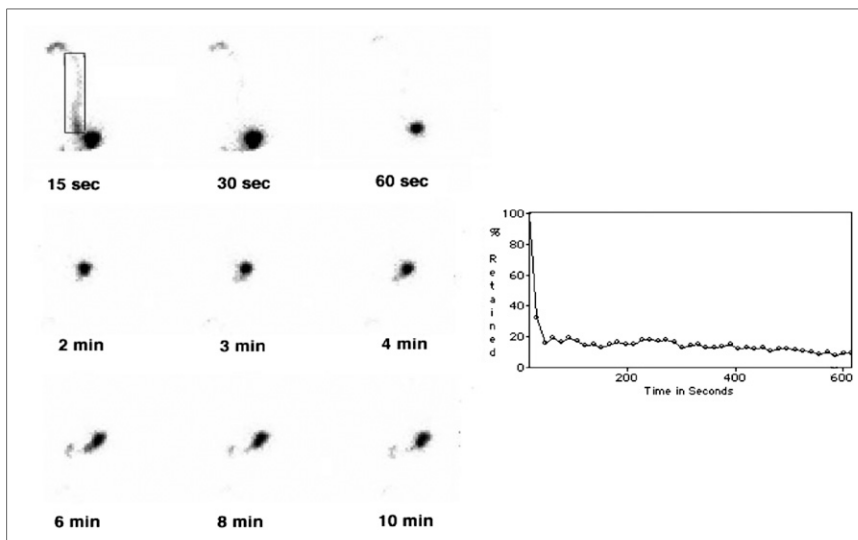 15 sec 30 sec 60 sec
2 min 3 min 4 min
6 min 8 min 10 min
% Retained
100
80
60
40
20
0
200 400 600
Time in Seconds